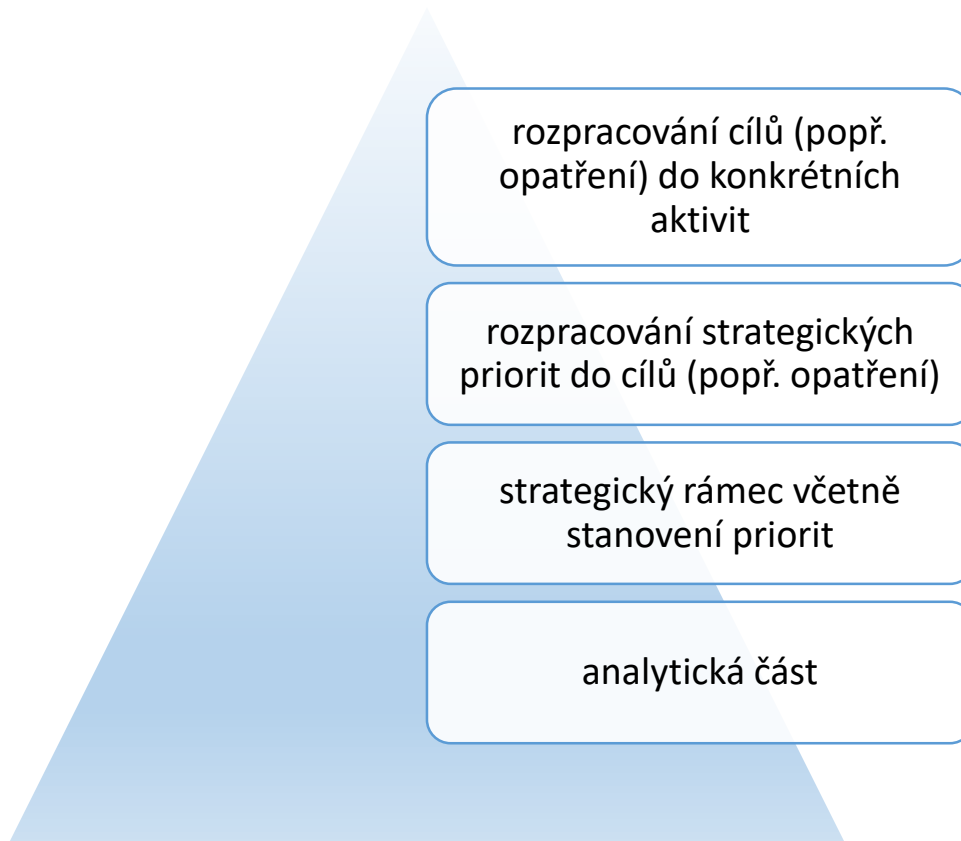 rozpracování cílů (popř.
opatření) do konkrétních
aktivit
rozpracování strategických
priorit do cílů (popř. opatření)
strategický rámec včetně
stanovení priorit
analytická část